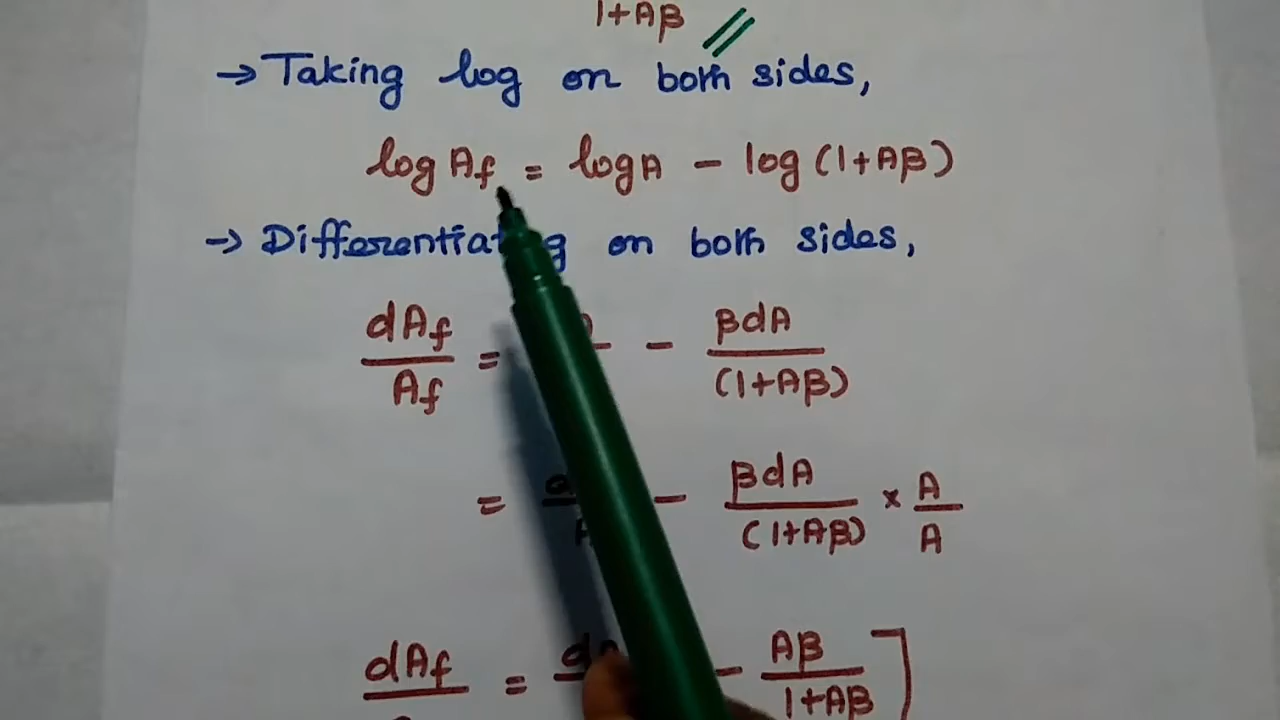 1+Aβ
→ Taking log on both sides,
log Af = log A - log (1+Aβ)
→ Differentiating on both sides,
dAf/Af = - βdA/(1+Aβ)
= - βdA/(1+Aβ) × A/A
dAf = - Aβ/1+Aβ ]